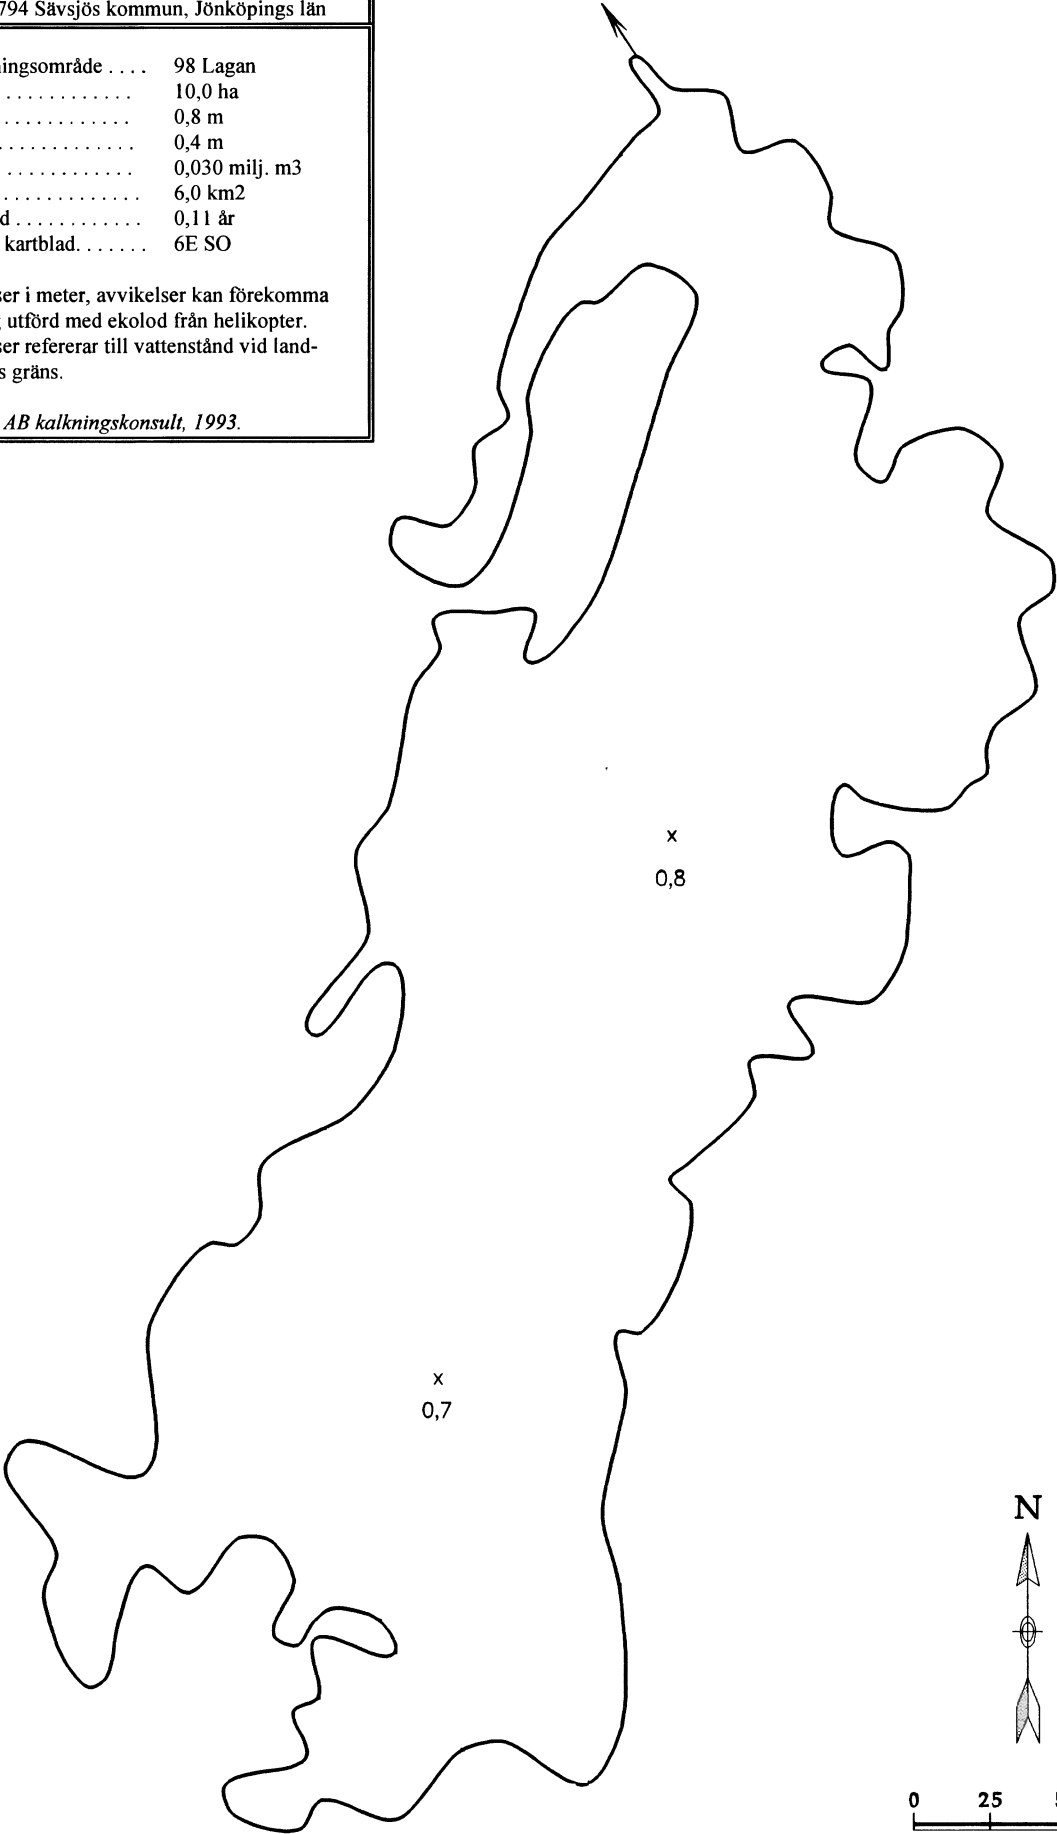 794 Sävsjös kommun, Jönköpings län
ningsområde . . . . 98 Lagan
. . . . . . . . . . . . . 10,0 ha
. . . . . . . . . . . . . 0,8 m
. . . . . . . . . . . . . 0,4 m
. . . . . . . . . . . . . 0,030 milj. m3
. . . . . . . . . . . . . . 6,0 km2
d . . . . . . . . . . . . 0,11 år
kartblad. . . . . . . 6E SO
ser i meter, avvikelser kan förekomma
g utförd med ekolod från helikopter.
ser refererar till vattenstånd vid land-
s gräns.
AB kalkningskonsult, 1993.
x
0,8
x
0,7
N
0 25